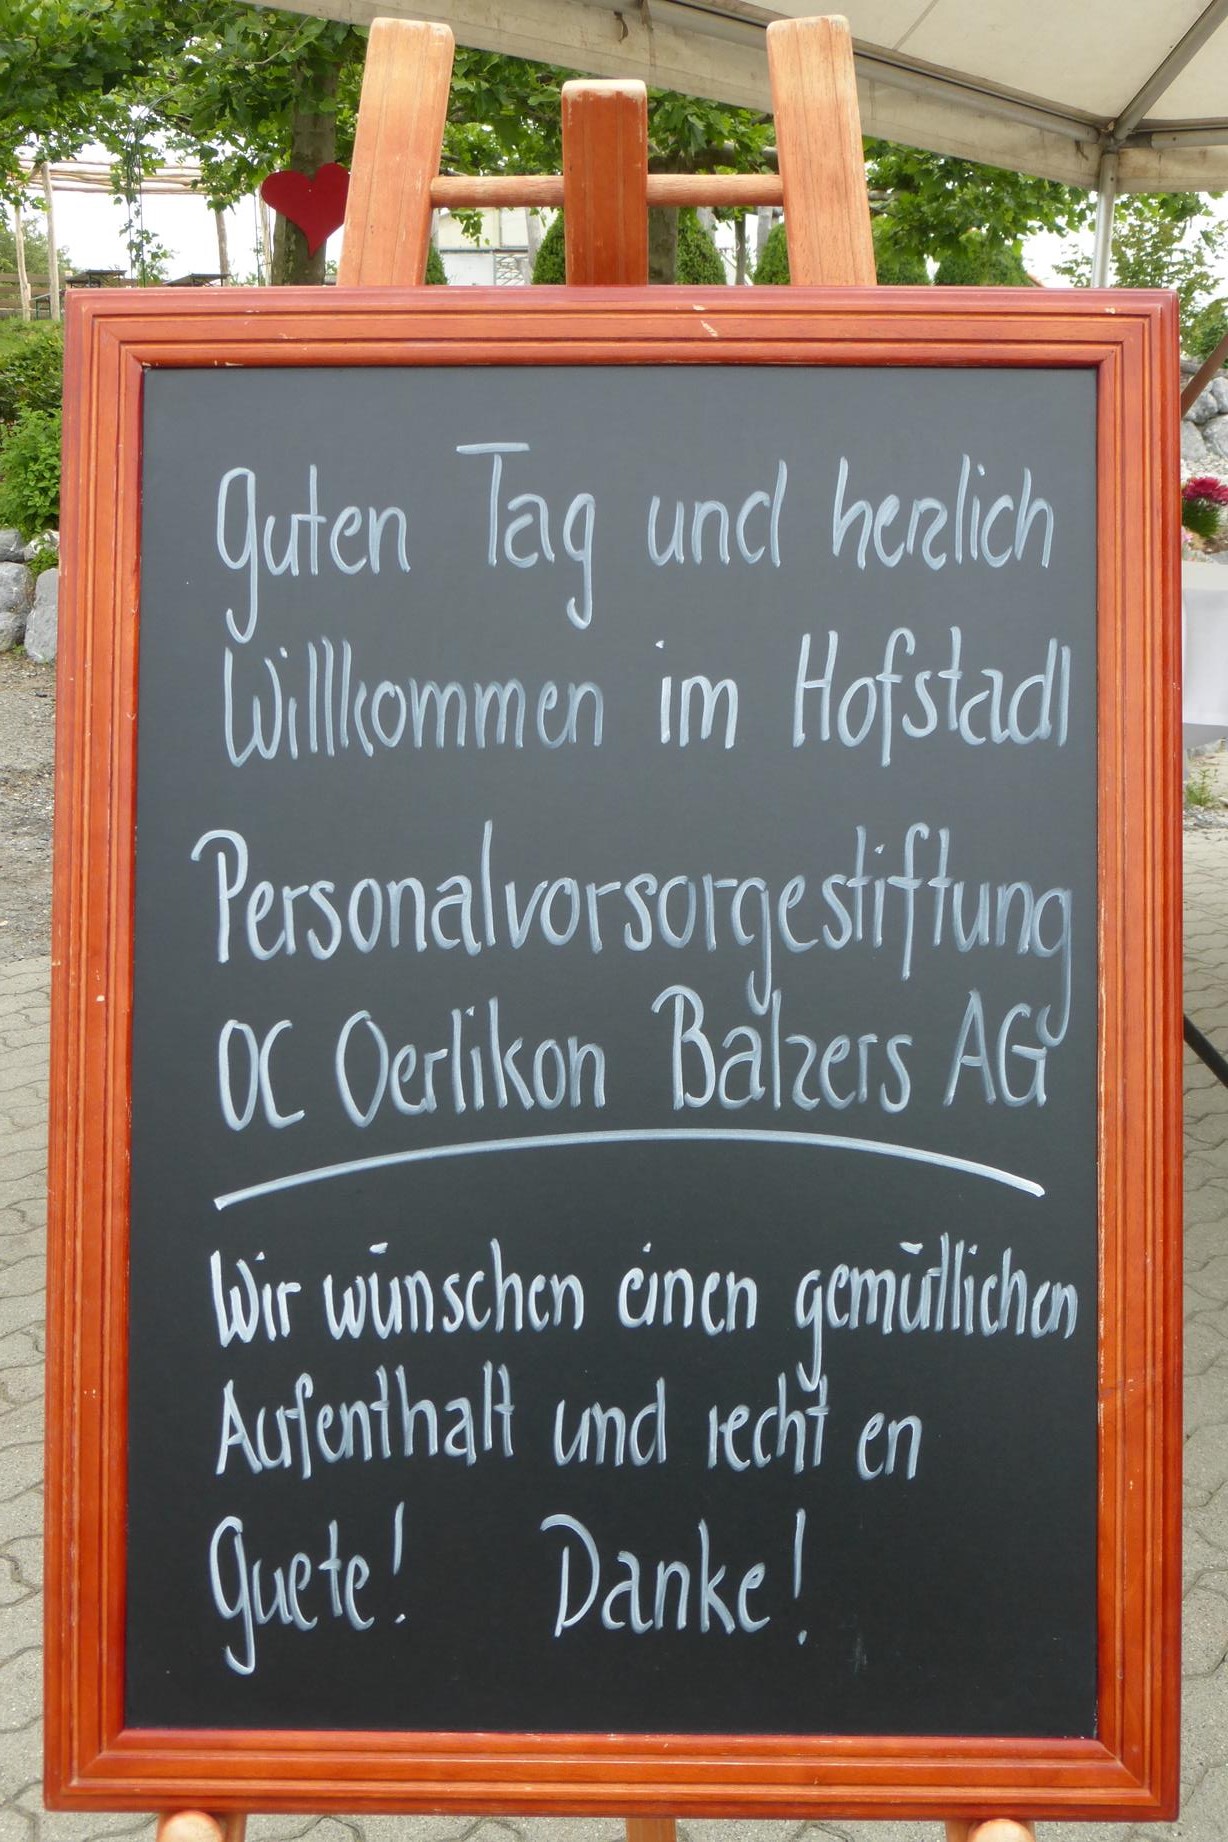 Guten Tag und herzlich
Willkommen im Hofstadl
Personalvorsorgestiftung
OC Oerlikon Balzers AG
Wir wünschen einen gemütlichen
Aufenthalt und recht en
Guete! Danke!